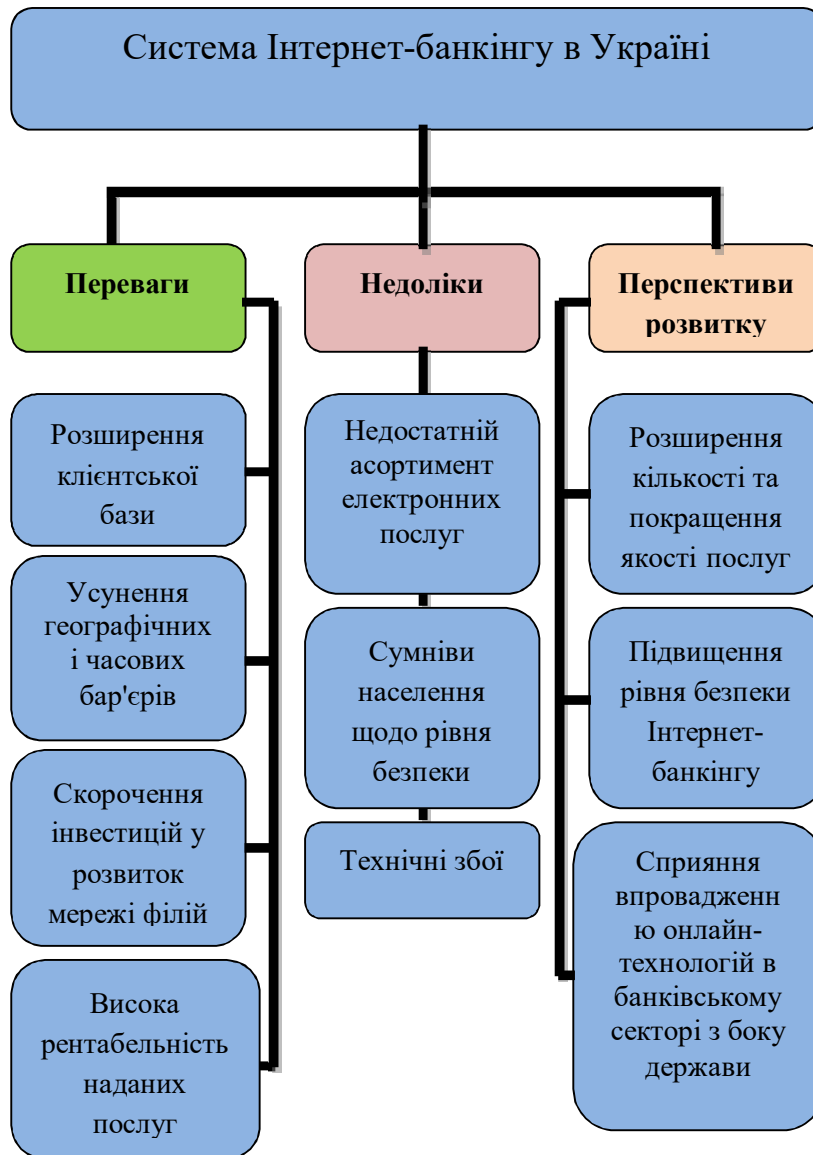 Система Інтернет-банкінгу в Україні
Переваги
Розширення
клієнтської
бази
Усунення
географічних
і часових
бар'єрів
Скорочення
інвестицій у
розвиток
мережі філій
Висока
рентабельність
наданих
послуг
Недоліки
Недостатній
асортимент
електронних
послуг
Сумніви
населення
щодо рівня
безпеки
Технічні збої
Перспективи
розвитку
Розширення
кількості та
покращення
якості послуг
Підвищення
рівня безпеки
Інтернет-
банкінгу
Сприяння
впровадженн
ю онлайн-
технологій в
банківському
секторі з боку
держави